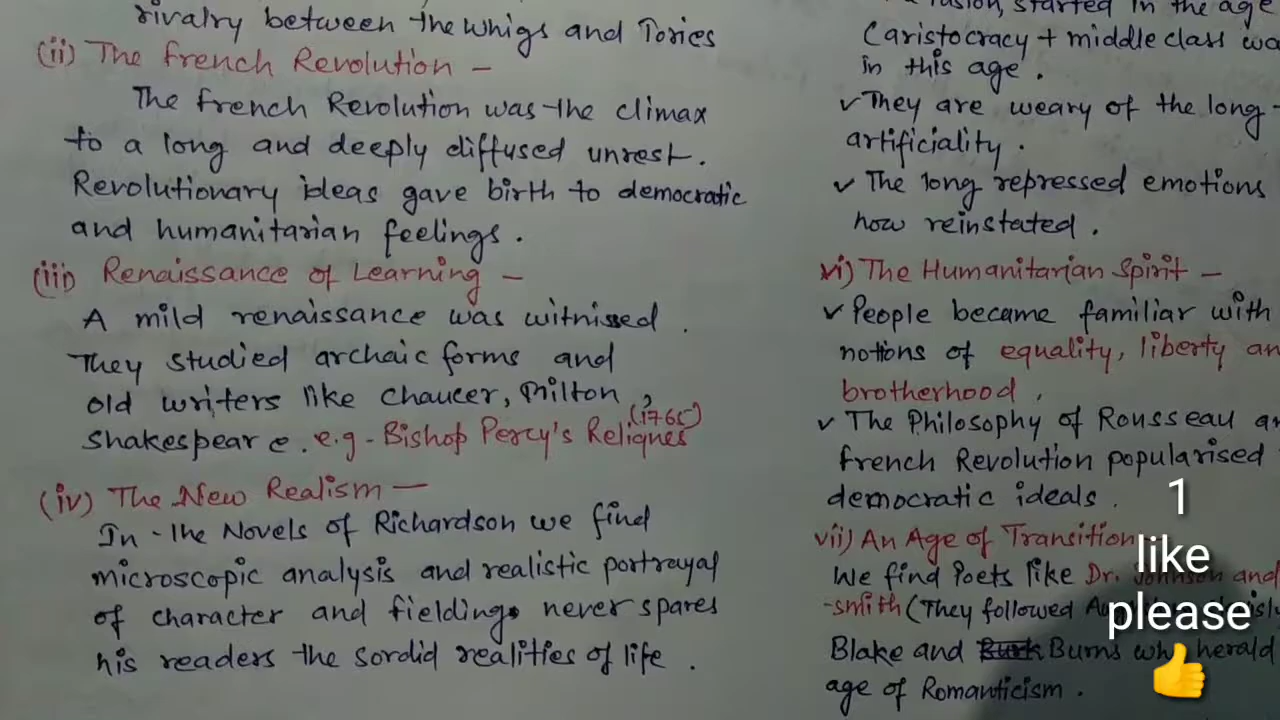 rivalry between the whigs and Tories
(ii) The French Revolution -
The french Revolution was the climax
to a long and deeply diffused unrest.
Revolutionary ideas gave birth to democratic
and humanitarian feelings.
(iii) Renaissance of Learning -
A mild renaissance was witnissed.
They studied archaic forms and
old writers like chaucer, Milton,
Shakespeare. e.g - Bishop Percy's Reliques (1765)
(iv) The New Realism -
In the Novels of Richardson we find
microscopic analysis and realistic portrayal
of character and fielding never spares
his readers the sordid realities of life.
started in the age
(aristocracy + middle class
in this age.
✓ They are weary of the long
artificiality.
✓ The long repressed emotions
now reinstated.
vi) The Humanitarian Spirit -
✓ People became familiar with
notions of equality, liberty
brotherhood,
✓ The Philosophy of Rousseau
french Revolution popularised
democratic ideals.
vii) An Age of Transition -
We find Poets like Dr. Johnson and
-smith (They followed
Blake and Burns who herald
age of Romanticism.
1
like
please
👍